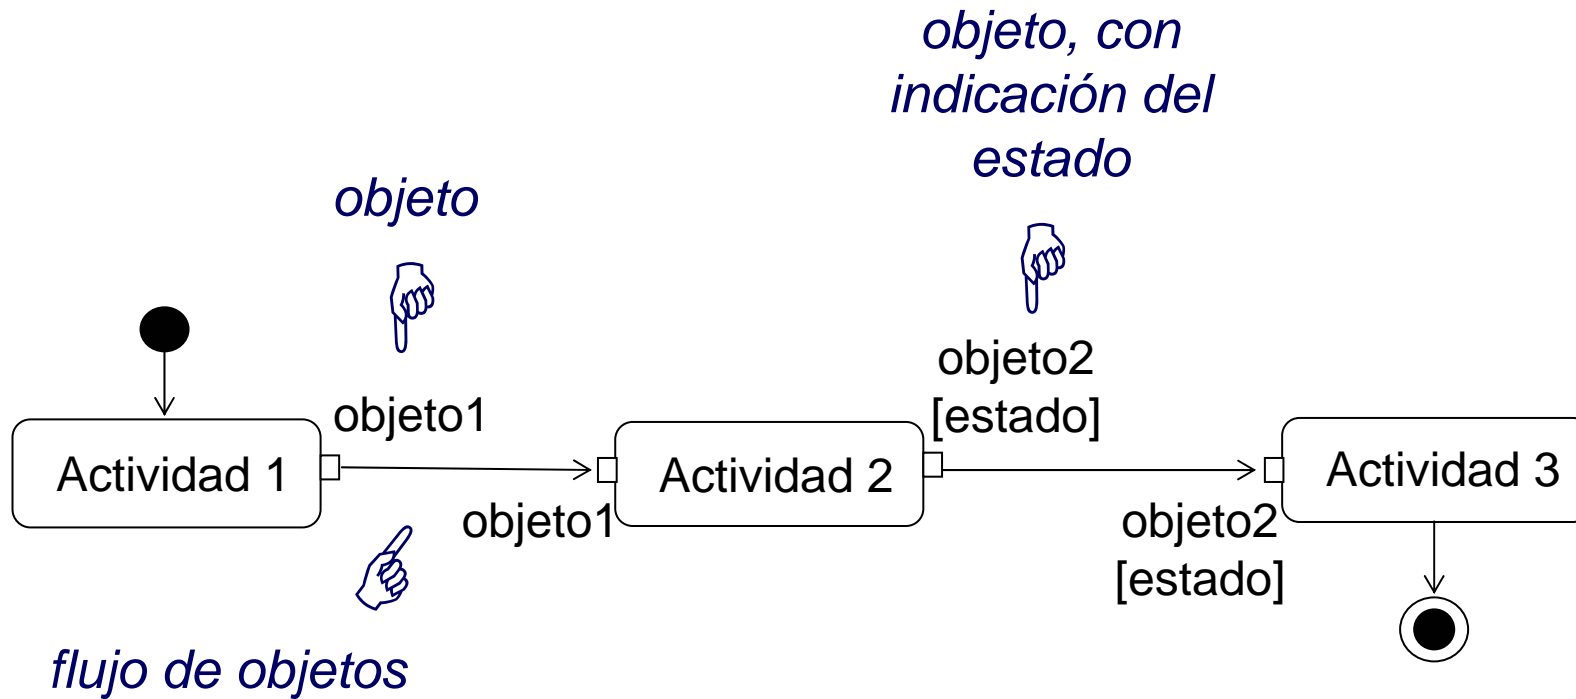 objeto, con
indicación del
estado
objeto
objeto2
[estado]
objeto1
Actividad 1
Actividad 2
Actividad 3
objeto1
objeto2
[estado]
flujo de objetos